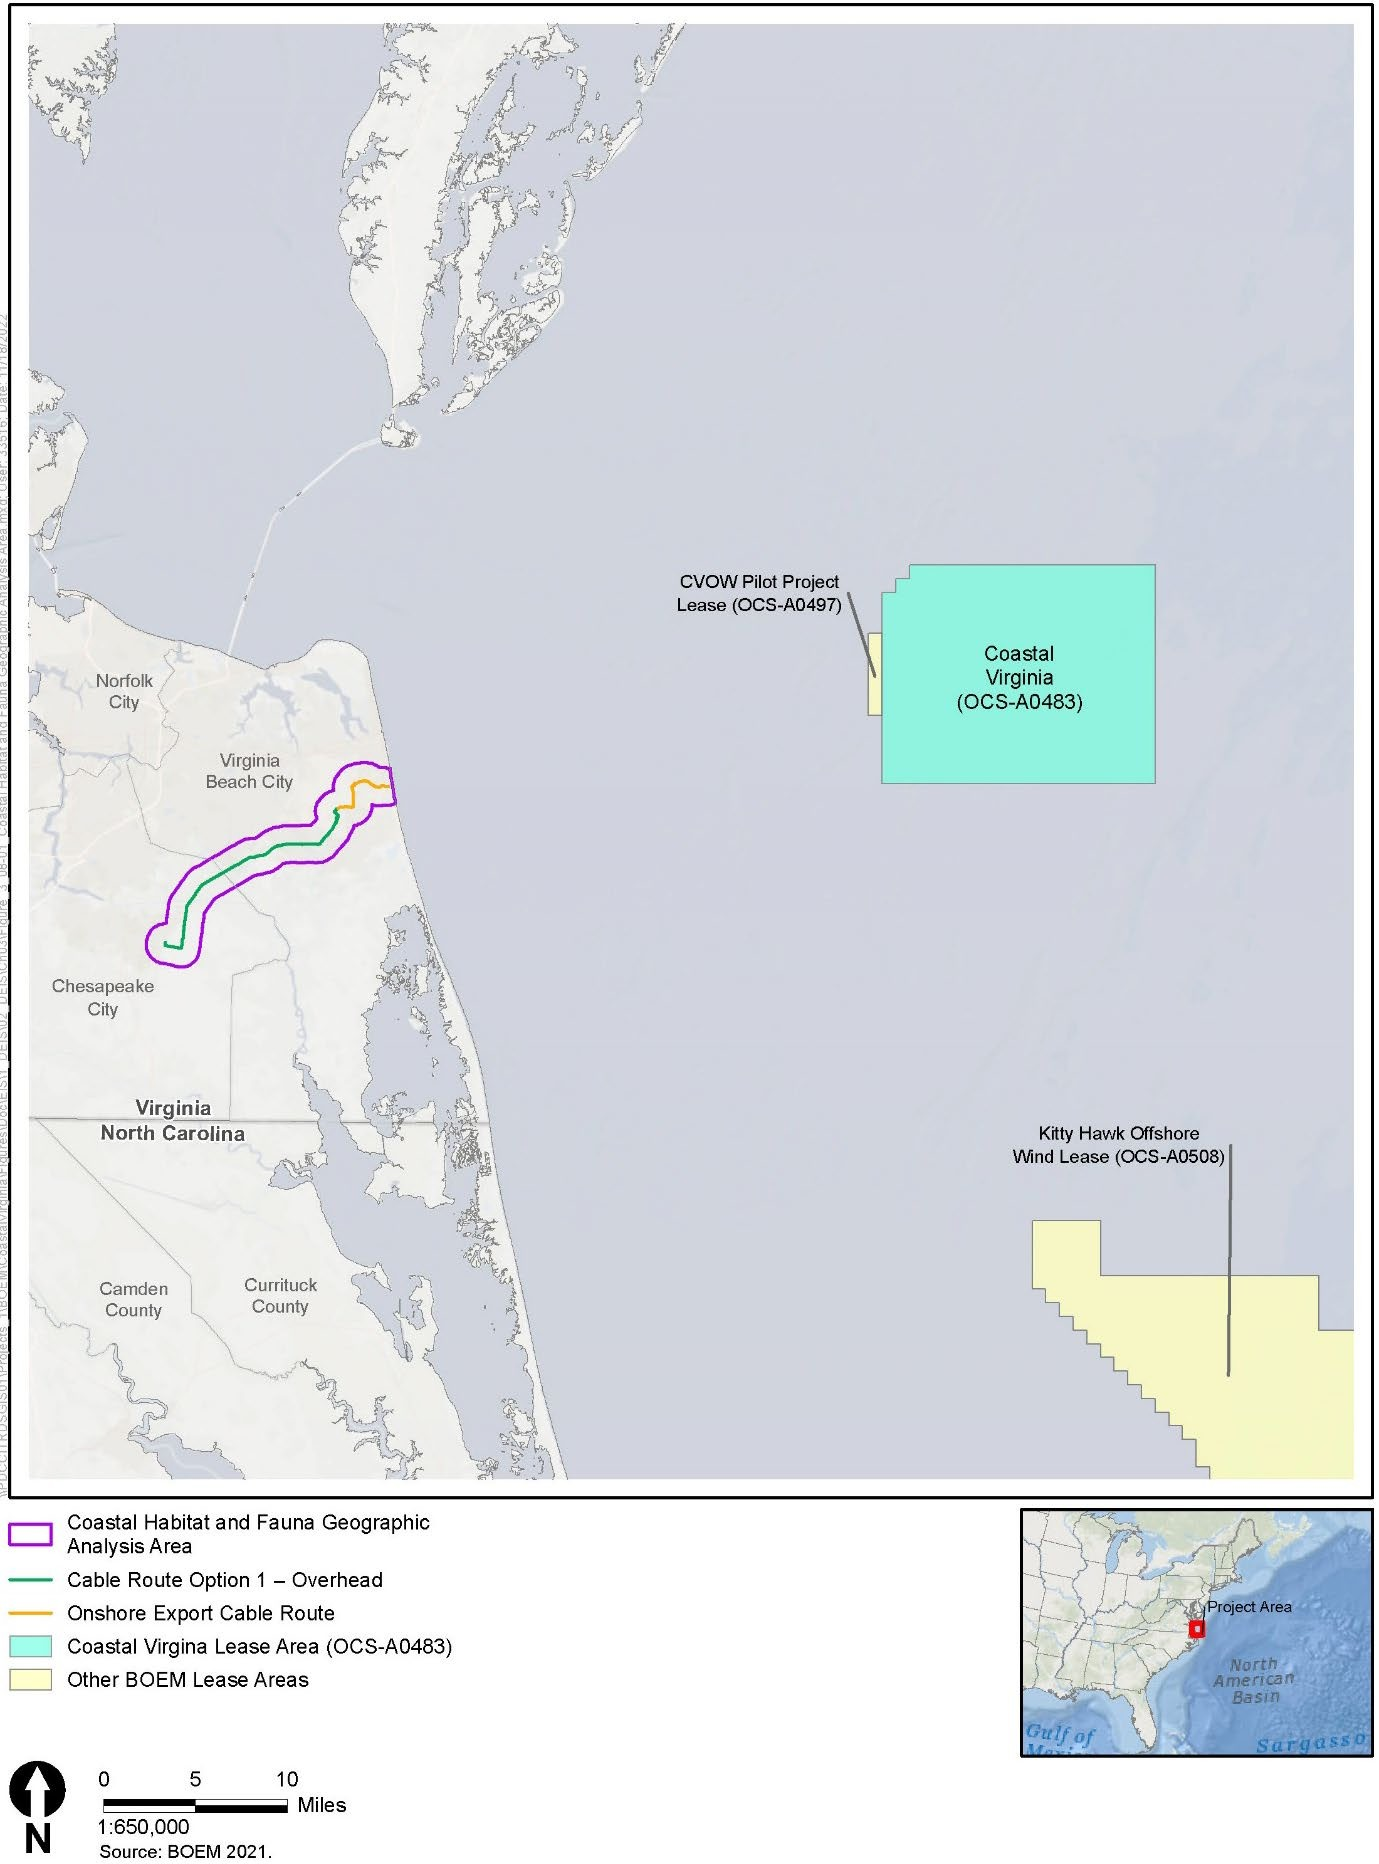 CVOW Pilot Project
Lease (OCS-A0497)
Coastal
Virginia
(OCS-A0483)
Norfolk
City
Virginia
Beach City
Chesapeake
City
Virginia
North Carolina
Kitty Hawk Offshore
Wind Lease (OCS-A0508)
Camden
County
Currituck
County
Coastal Habitat and Fauna Geographic
Analysis Area
Cable Route Option 1 – Overhead
Onshore Export Cable Route
Coastal Virgina Lease Area (OCS-A0483)
Other BOEM Lease Areas
Project Area
North
American
Basin
Gulf of
Sargasso
N
0 5 10
Miles
1:650,000
Source: BOEM 2021.